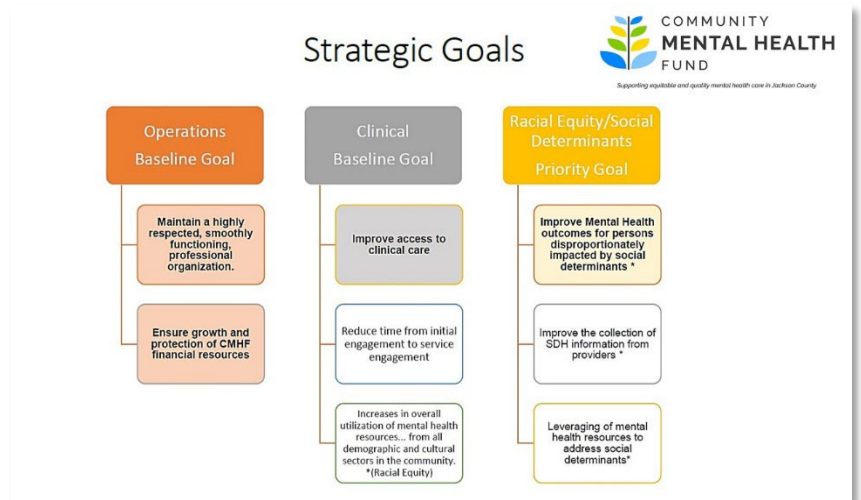 Strategic Goals
COMMUNITY
MENTAL HEALTH
FUND
Supporting equitable and quality mental health care in Jackson County
Operations
Baseline Goal
Maintain a highly
respected, smoothly
functioning,
professional
organization.
Ensure growth and
protection of CMHF
financial resources
Clinical
Baseline Goal
Improve access to
clinical care
Reduce time from initial
engagement to service
engagement
Increases in overall
utilization of mental health
resources... from all
demographic and cultural
sectors in the community.
*(Racial Equity)
Racial Equity/Social
Determinants
Priority Goal
Improve Mental Health
outcomes for persons
disproportionately
impacted by social
determinants *
Improve the collection of
SDH information from
providers *
Leveraging of mental
health resources to
address social
determinants*